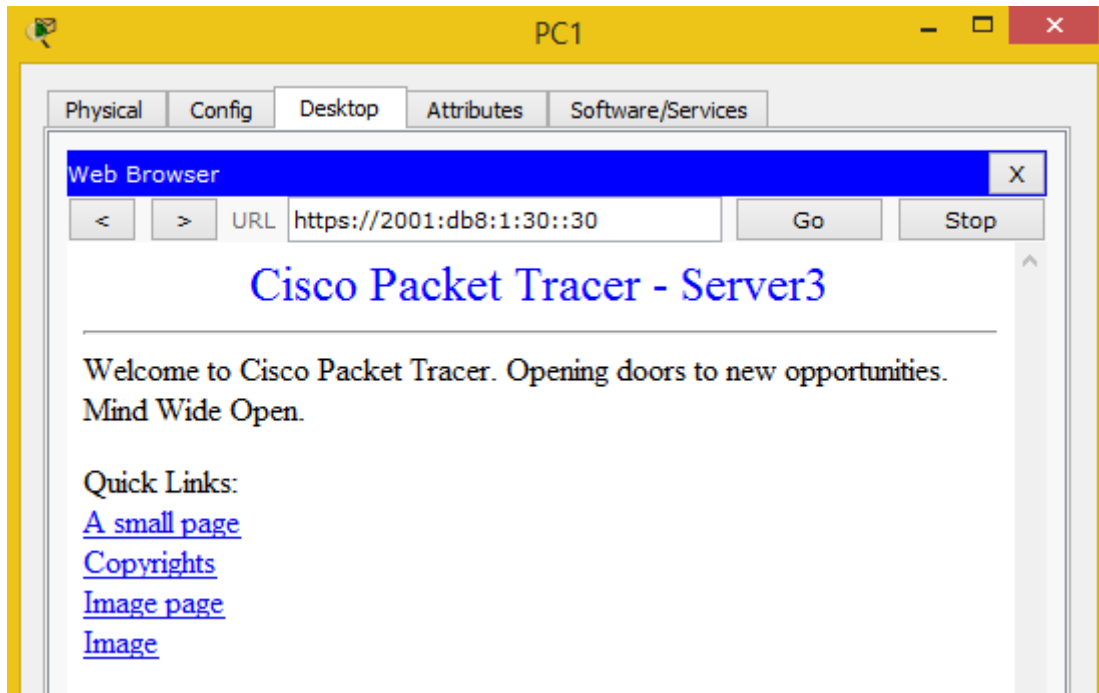 PC1
Physical Config Desktop Attributes Software/Services
Web Browser X
< > URL https://2001:db8:1:30::30 Go Stop
Cisco Packet Tracer - Server3
Welcome to Cisco Packet Tracer. Opening doors to new opportunities.
Mind Wide Open.
Quick Links:
A small page
Copyrights
Image page
Image